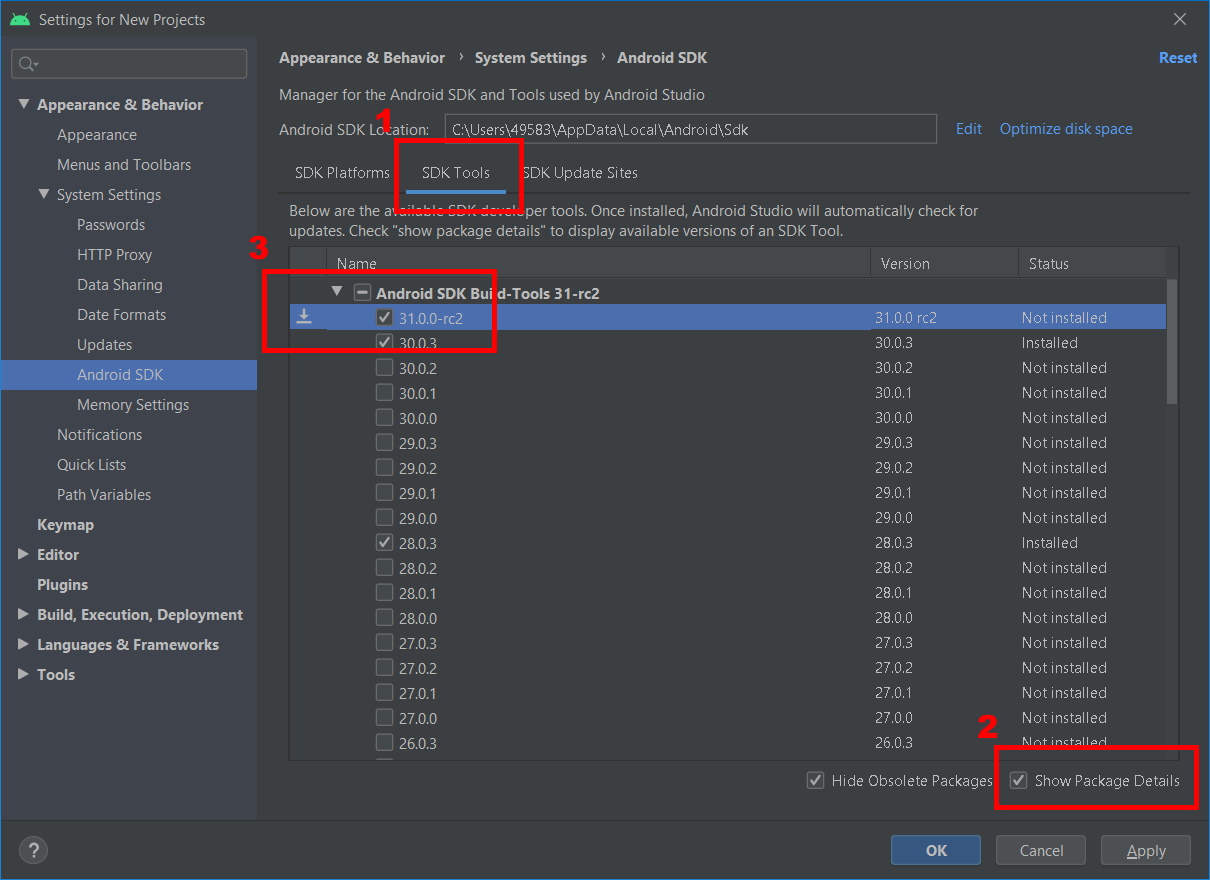 Settings for New Projects
Appearance & Behavior › System Settings › Android SDK
Reset
Manager for the Android SDK and Tools used by Android Studio
1
Android SDK Location: C:\Users\49583\AppData\Local\Android\Sdk Edit Optimize disk space
SDK Platforms SDK Tools SDK Update Sites
Below are the available SDK developer tools. Once installed, Android Studio will automatically check for
updates. Check "show package details" to display available versions of an SDK Tool.
3
Name Version Status
Android SDK Build-Tools 31-rc2
31.0.0-rc2 31.0.0 rc2 Not installed
30.0.3 30.0.3 Installed
30.0.2 30.0.2 Not installed
30.0.1 30.0.1 Not installed
30.0.0 30.0.0 Not installed
29.0.3 29.0.3 Not installed
29.0.2 29.0.2 Not installed
29.0.1 29.0.1 Not installed
29.0.0 29.0.0 Not installed
28.0.3 28.0.3 Installed
28.0.2 28.0.2 Not installed
28.0.1 28.0.1 Not installed
28.0.0 28.0.0 Not installed
27.0.3 27.0.3 Not installed
27.0.2 27.0.2 Not installed
27.0.1 27.0.1 Not installed
27.0.0 27.0.0 Not installed
26.0.3 26.0.3 Not installed
2
Hide Obsolete Packages Show Package Details
Appearance & Behavior
Appearance
Menus and Toolbars
System Settings
Passwords
HTTP Proxy
Data Sharing
Date Formats
Updates
Android SDK
Memory Settings
Notifications
Quick Lists
Path Variables
Keymap
Editor
Plugins
Build, Execution, Deployment
Languages & Frameworks
Tools
?
OK Cancel Apply